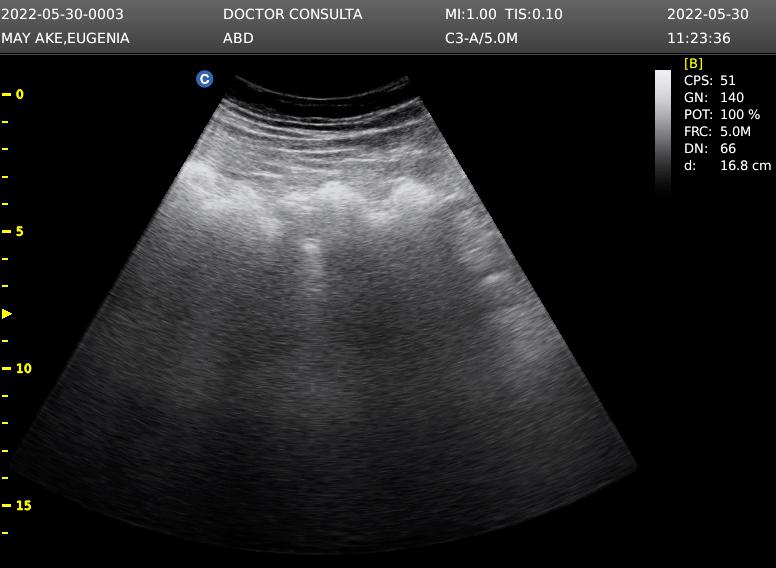 2022-05-30-0003 DOCTOR CONSULTA MI:1.00 TIS:0.10 2022-05-30
MAY AKE,EUGENIA ABD C3-A/5.0M 11:23:36
C
[B]
CPS: 51
GN: 140
POT: 100 %
FRC: 5.0M
DN: 66
d: 16.8 cm
0
5
10
15